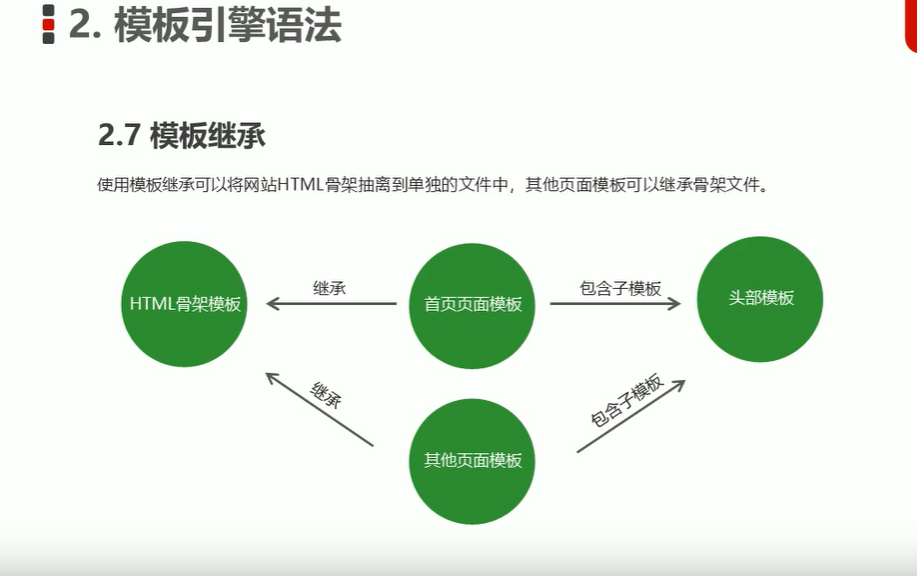 2. 模板引擎语法
2.7 模板继承
使用模板继承可以将网站HTML骨架抽离到单独的文件中，其他页面模板可以继承骨架文件。
HTML骨架模板
继承
首页页面模板
包含子模板
头部模板
继承
其他页面模板
包含子模板